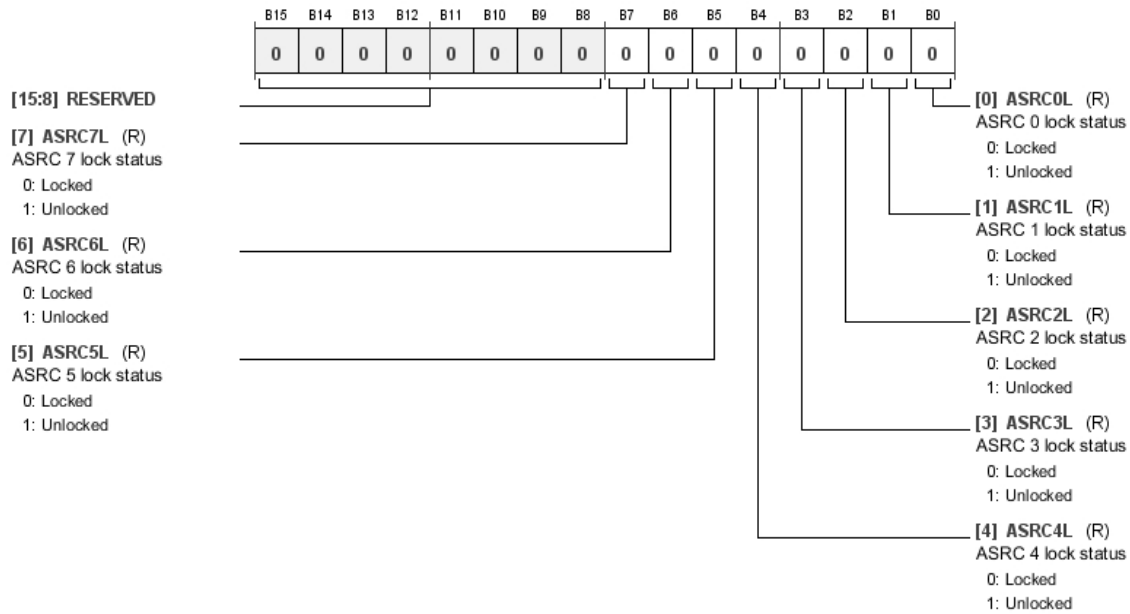 B15 B14 B13 B12 B11 B10 B9 B8 B7 B6 B5 B4 B3 B2 B1 B0
0 0 0 0 0 0 0 0 0 0 0 0 0 0 0 0
[15:8] RESERVED
[7] ASRC7L (R)
ASRC 7 lock status
0: Locked
1: Unlocked
[6] ASRC6L (R)
ASRC 6 lock status
0: Locked
1: Unlocked
[5] ASRC5L (R)
ASRC 5 lock status
0: Locked
1: Unlocked
[0] ASRC0L (R)
ASRC 0 lock status
0: Locked
1: Unlocked
[1] ASRC1L (R)
ASRC 1 lock status
0: Locked
1: Unlocked
[2] ASRC2L (R)
ASRC 2 lock status
0: Locked
1: Unlocked
[3] ASRC3L (R)
ASRC 3 lock status
0: Locked
1: Unlocked
[4] ASRC4L (R)
ASRC 4 lock status
0: Locked
1: Unlocked